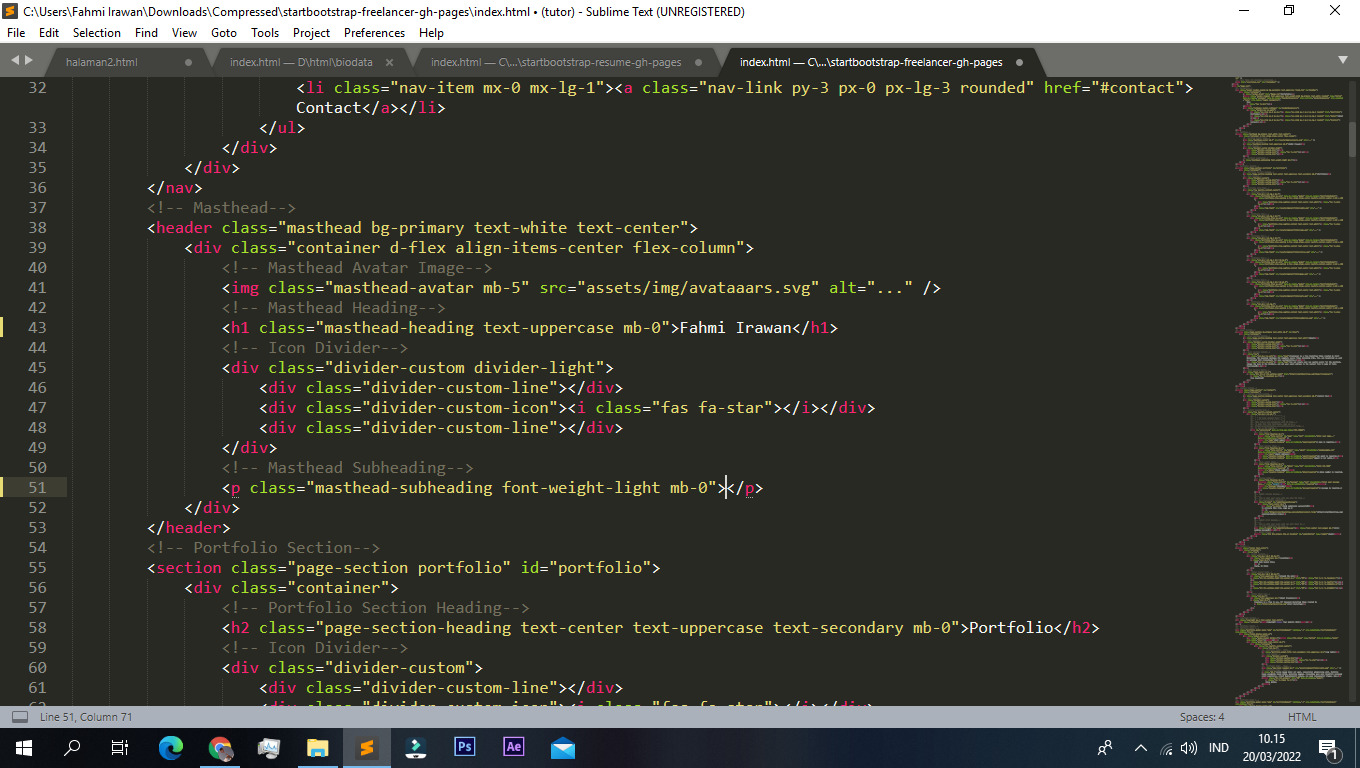 C:\Users\Fahmi Irawan\Downloads\Compressed\startbootstrap-freelancer-gh-pages\index.html • (tutor) - Sublime Text (UNREGISTERED)
File Edit Selection Find View Goto Tools Project Preferences Help
halaman2.html index.html — D\html\biodata index.html — C\...\startbootstrap-resume-gh-pages index.html — C\...\startbootstrap-freelancer-gh-pages
32 <li class="nav-item mx-0 mx-lg-1"><a class="nav-link py-3 px-0 px-lg-3 rounded" href="#contact">
Contact</a></li>
33 </ul>
34 </div>
35 </div>
36 </nav>
37 <!-- Masthead-->
38 <header class="masthead bg-primary text-white text-center">
39 <div class="container d-flex align-items-center flex-column">
40 <!-- Masthead Avatar Image-->
41 <img class="masthead-avatar mb-5" src="assets/img/avataaars.svg" alt="..." />
42 <!-- Masthead Heading-->
43 <h1 class="masthead-heading text-uppercase mb-0">Fahmi Irawan</h1>
44 <!-- Icon Divider-->
45 <div class="divider-custom divider-light">
46 <div class="divider-custom-line"></div>
47 <div class="divider-custom-icon"><i class="fas fa-star"></i></div>
48 <div class="divider-custom-line"></div>
49 </div>
50 <!-- Masthead Subheading-->
51 <p class="masthead-subheading font-weight-light mb-0"></p>
52 </div>
53 </header>
54 <!-- Portfolio Section-->
55 <section class="page-section portfolio" id="portfolio">
56 <div class="container">
57 <!-- Portfolio Section Heading-->
58 <h2 class="page-section-heading text-center text-uppercase text-secondary mb-0">Portfolio</h2>
59 <!-- Icon Divider-->
60 <div class="divider-custom">
61 <div class="divider-custom-line"></div>
62 <div class="divider-custom-icon"><i class="fas fa-star"></i></div>
Line 51, Column 71 Spaces: 4 HTML
Ps Ae IND 10.15
20/03/2022 1